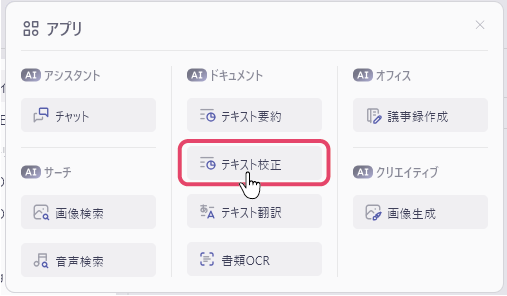 アプリ
AI アシスタント
チャット
AI サーチ
画像検索
音声検索
AI ドキュメント
テキスト要約
テキスト校正
テキスト翻訳
書類OCR
AI オフィス
議事録作成
AI クリエイティブ
画像生成